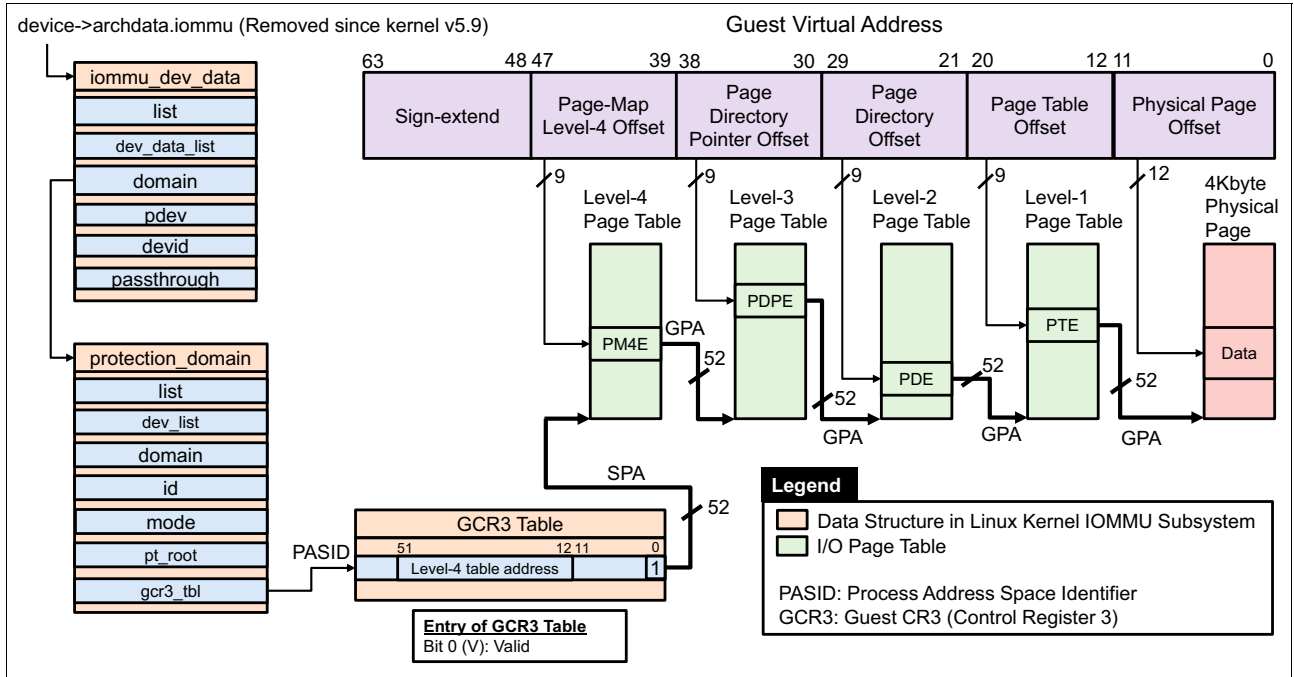 device->archdata.iommu (Removed since kernel v5.9)
iommu_dev_data
list
dev_data_list
domain
pdev
devid
passthrough
protection_domain
list
dev_list
domain
id
mode
pt_root
gcr3_tbl
Guest Virtual Address
63 48 47 39 38 30 29 21 20 12 11 0
Sign-extend
Page-Map
Level-4 Offset
Page
Directory
Pointer Offset
Page
Directory
Offset
Page Table
Offset
Physical Page
Offset
9 9 9 9 12
Level-4
Page Table
Level-3
Page Table
Level-2
Page Table
Level-1
Page Table
4Kbyte
Physical
Page
PM4E
GPA
52
PDPE
52
GPA
PDE
52
GPA
PTE
52
GPA
Data
SPA
52
PASID
GCR3 Table
51 12 11 0
Level-4 table address
1
Entry of GCR3 Table
Bit 0 (V): Valid
Legend
Data Structure in Linux Kernel IOMMU Subsystem
I/O Page Table
PASID: Process Address Space Identifier
GCR3: Guest CR3 (Control Register 3)